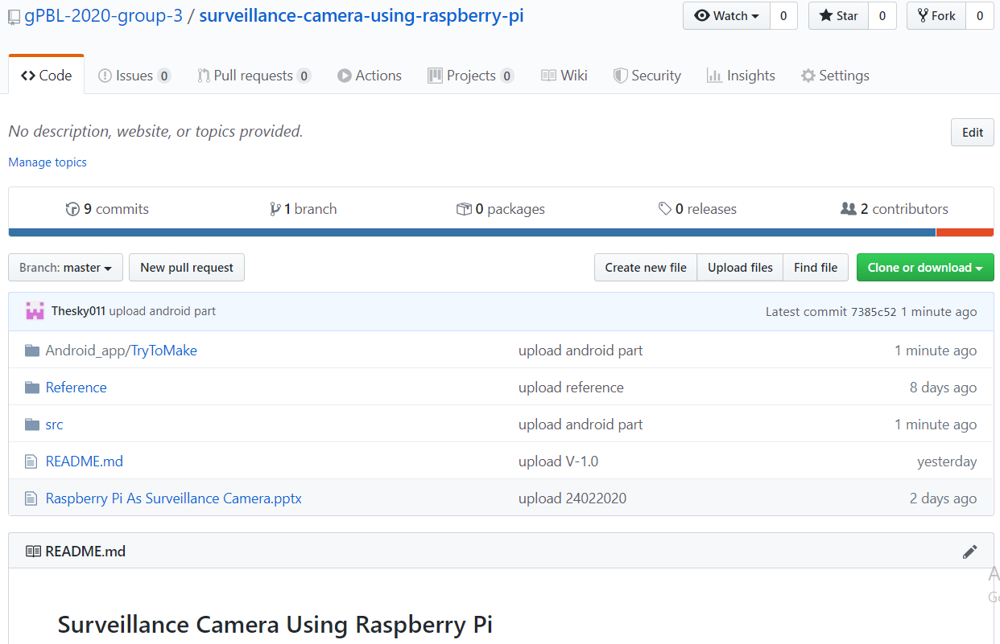 gPBL-2020-group-3 / surveillance-camera-using-raspberry-pi
Watch 0 Star 0 Fork 0
Code Issues 0 Pull requests 0 Actions Projects 0 Wiki Security Insights Settings
No description, website, or topics provided.
Edit
Manage topics
9 commits 1 branch 0 packages 0 releases 2 contributors
Branch: master New pull request Create new file Upload files Find file Clone or download
Thesky011 upload android part Latest commit 7385c52 1 minute ago
Android_app/TryToMake upload android part 1 minute ago
Reference upload reference 8 days ago
src upload android part 1 minute ago
README.md upload V-1.0 yesterday
Raspberry Pi As Surveillance Camera.pptx upload 24022020 2 days ago
README.md
Surveillance Camera Using Raspberry Pi